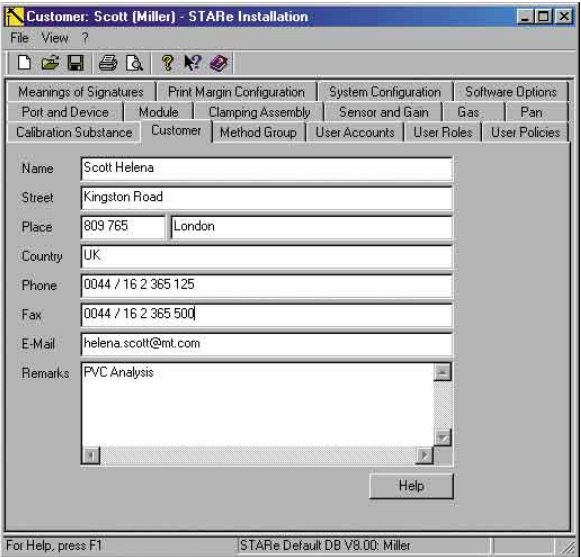 Customer: Scott (Miller) - STARe Installation
File View ?
Meanings of Signatures Print Margin Configuration System Configuration Software Options
Port and Device Module Clamping Assembly Sensor and Gain Gas Pan
Calibration Substance Customer Method Group User Accounts User Roles User Policies
Name Scott Helena
Street Kingston Road
Place 809 765 London
Country UK
Phone 0044 / 16 2 365 125
Fax 0044 / 16 2 365 500
E-Mail helena.scott@mt.com
Remarks PVC Analysis
Help
For Help, press F1 STARe Default DB V8.00: Miller